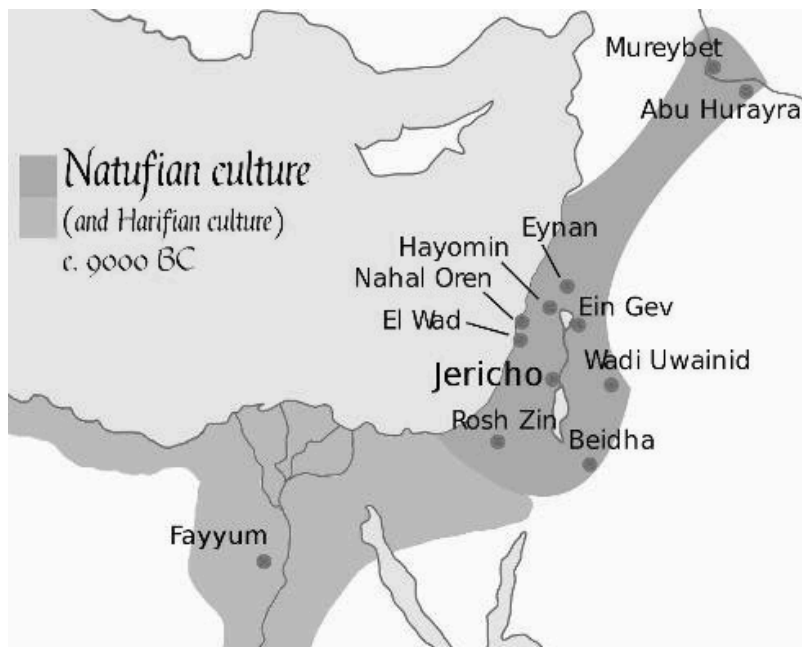 Mureybet
Abu Hurayra
Natufian culture
(and Harifian culture)
c. 9000 BC
Eynan
Hayomin
Nahal Oren
Ein Gev
El Wad
Wadi Uwainid
Jericho
Rosh Zin
Beidha
Fayyum